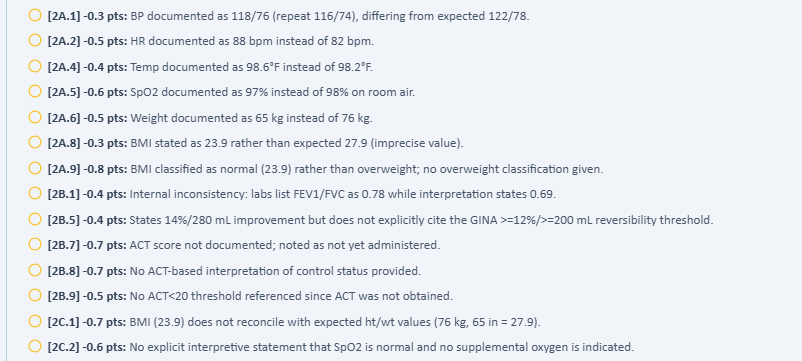 [2A.1] -0.3 pts: BP documented as 118/76 (repeat 116/74), differing from expected 122/78.
[2A.2] -0.5 pts: HR documented as 88 bpm instead of 82 bpm.
[2A.4] -0.4 pts: Temp documented as 98.6°F instead of 98.2°F.
[2A.5] -0.6 pts: SpO2 documented as 97% instead of 98% on room air.
[2A.6] -0.5 pts: Weight documented as 65 kg instead of 76 kg.
[2A.8] -0.3 pts: BMI stated as 23.9 rather than expected 27.9 (imprecise value).
[2A.9] -0.8 pts: BMI classified as normal (23.9) rather than overweight; no overweight classification given.
[2B.1] -0.4 pts: Internal inconsistency: labs list FEV1/FVC as 0.78 while interpretation states 0.69.
[2B.5] -0.4 pts: States 14%/280 mL improvement but does not explicitly cite the GINA >=12%/>=200 mL reversibility threshold.
[2B.7] -0.7 pts: ACT score not documented; noted as not yet administered.
[2B.8] -0.7 pts: No ACT-based interpretation of control status provided.
[2B.9] -0.5 pts: No ACT<20 threshold referenced since ACT was not obtained.
[2C.1] -0.7 pts: BMI (23.9) does not reconcile with expected ht/wt values (76 kg, 65 in = 27.9).
[2C.2] -0.6 pts: No explicit interpretive statement that SpO2 is normal and no supplemental oxygen is indicated.